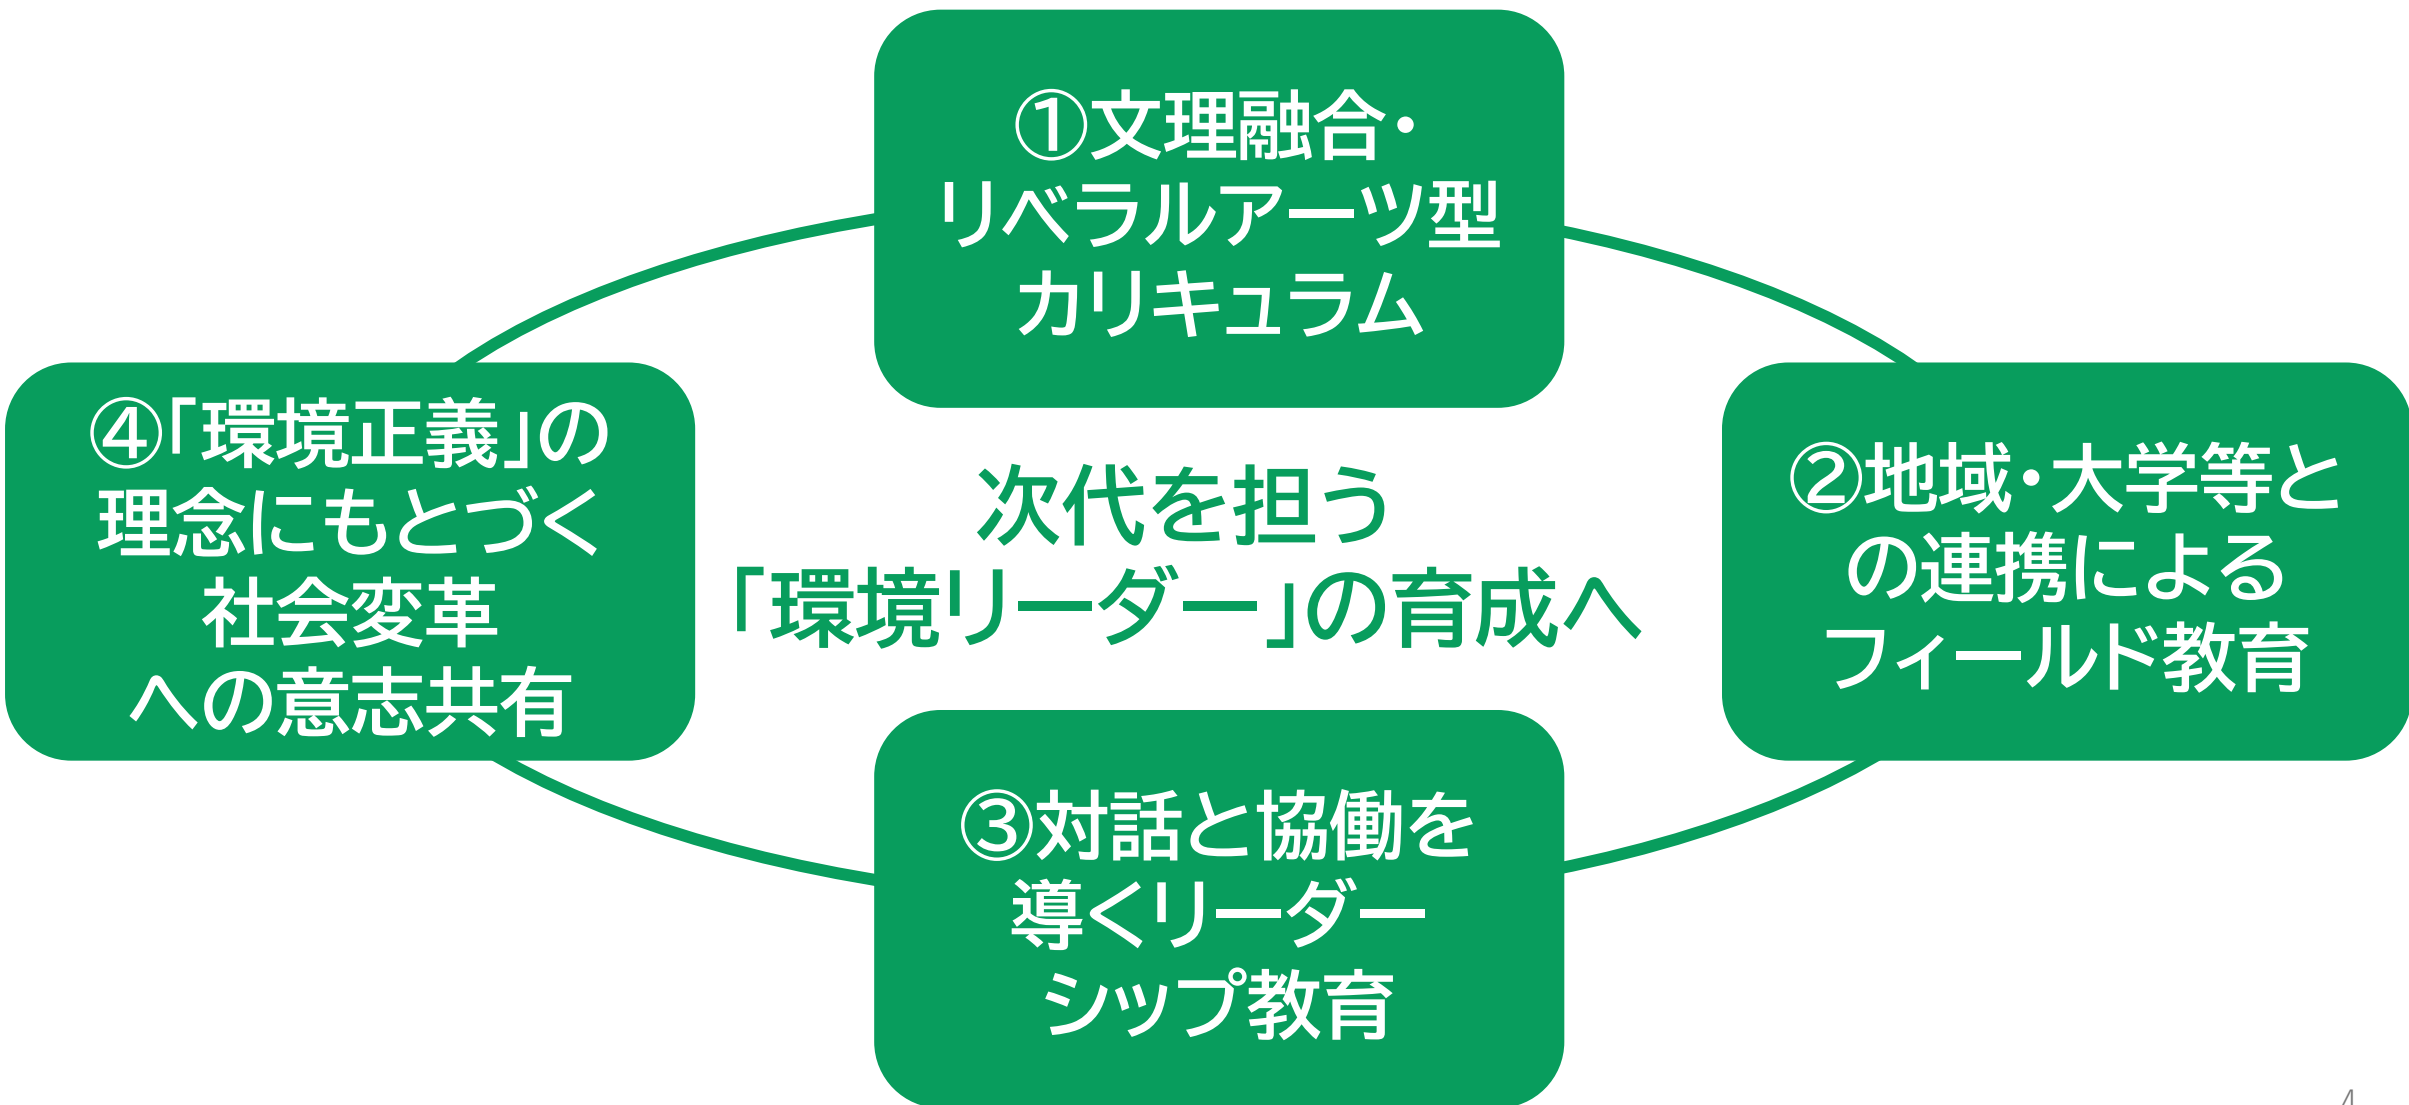 ①文理融合・
リベラルアーツ型
カリキュラム
②地域・大学等と
の連携による
フィールド教育
③対話と協働を
導くリーダー
シップ教育
④「環境正義」の
理念にもとづく
社会変革
への意志共有
次代を担う
「環境リーダー」の育成へ
4